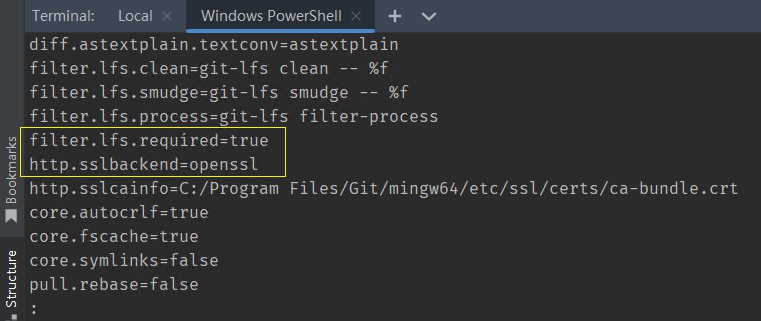 Terminal: Local × Windows PowerShell × +
diff.astextplain.textconv=astextplain
filter.lfs.clean=git-lfs clean -- %f
filter.lfs.smudge=git-lfs smudge -- %f
filter.lfs.process=git-lfs filter-process
filter.lfs.required=true
http.sslbackend=openssl
http.sslcainfo=C:/Program Files/Git/mingw64/etc/ssl/certs/ca-bundle.crt
core.autocrlf=true
core.fscache=true
core.symlinks=false
pull.rebase=false
:
Bookmarks
Structure